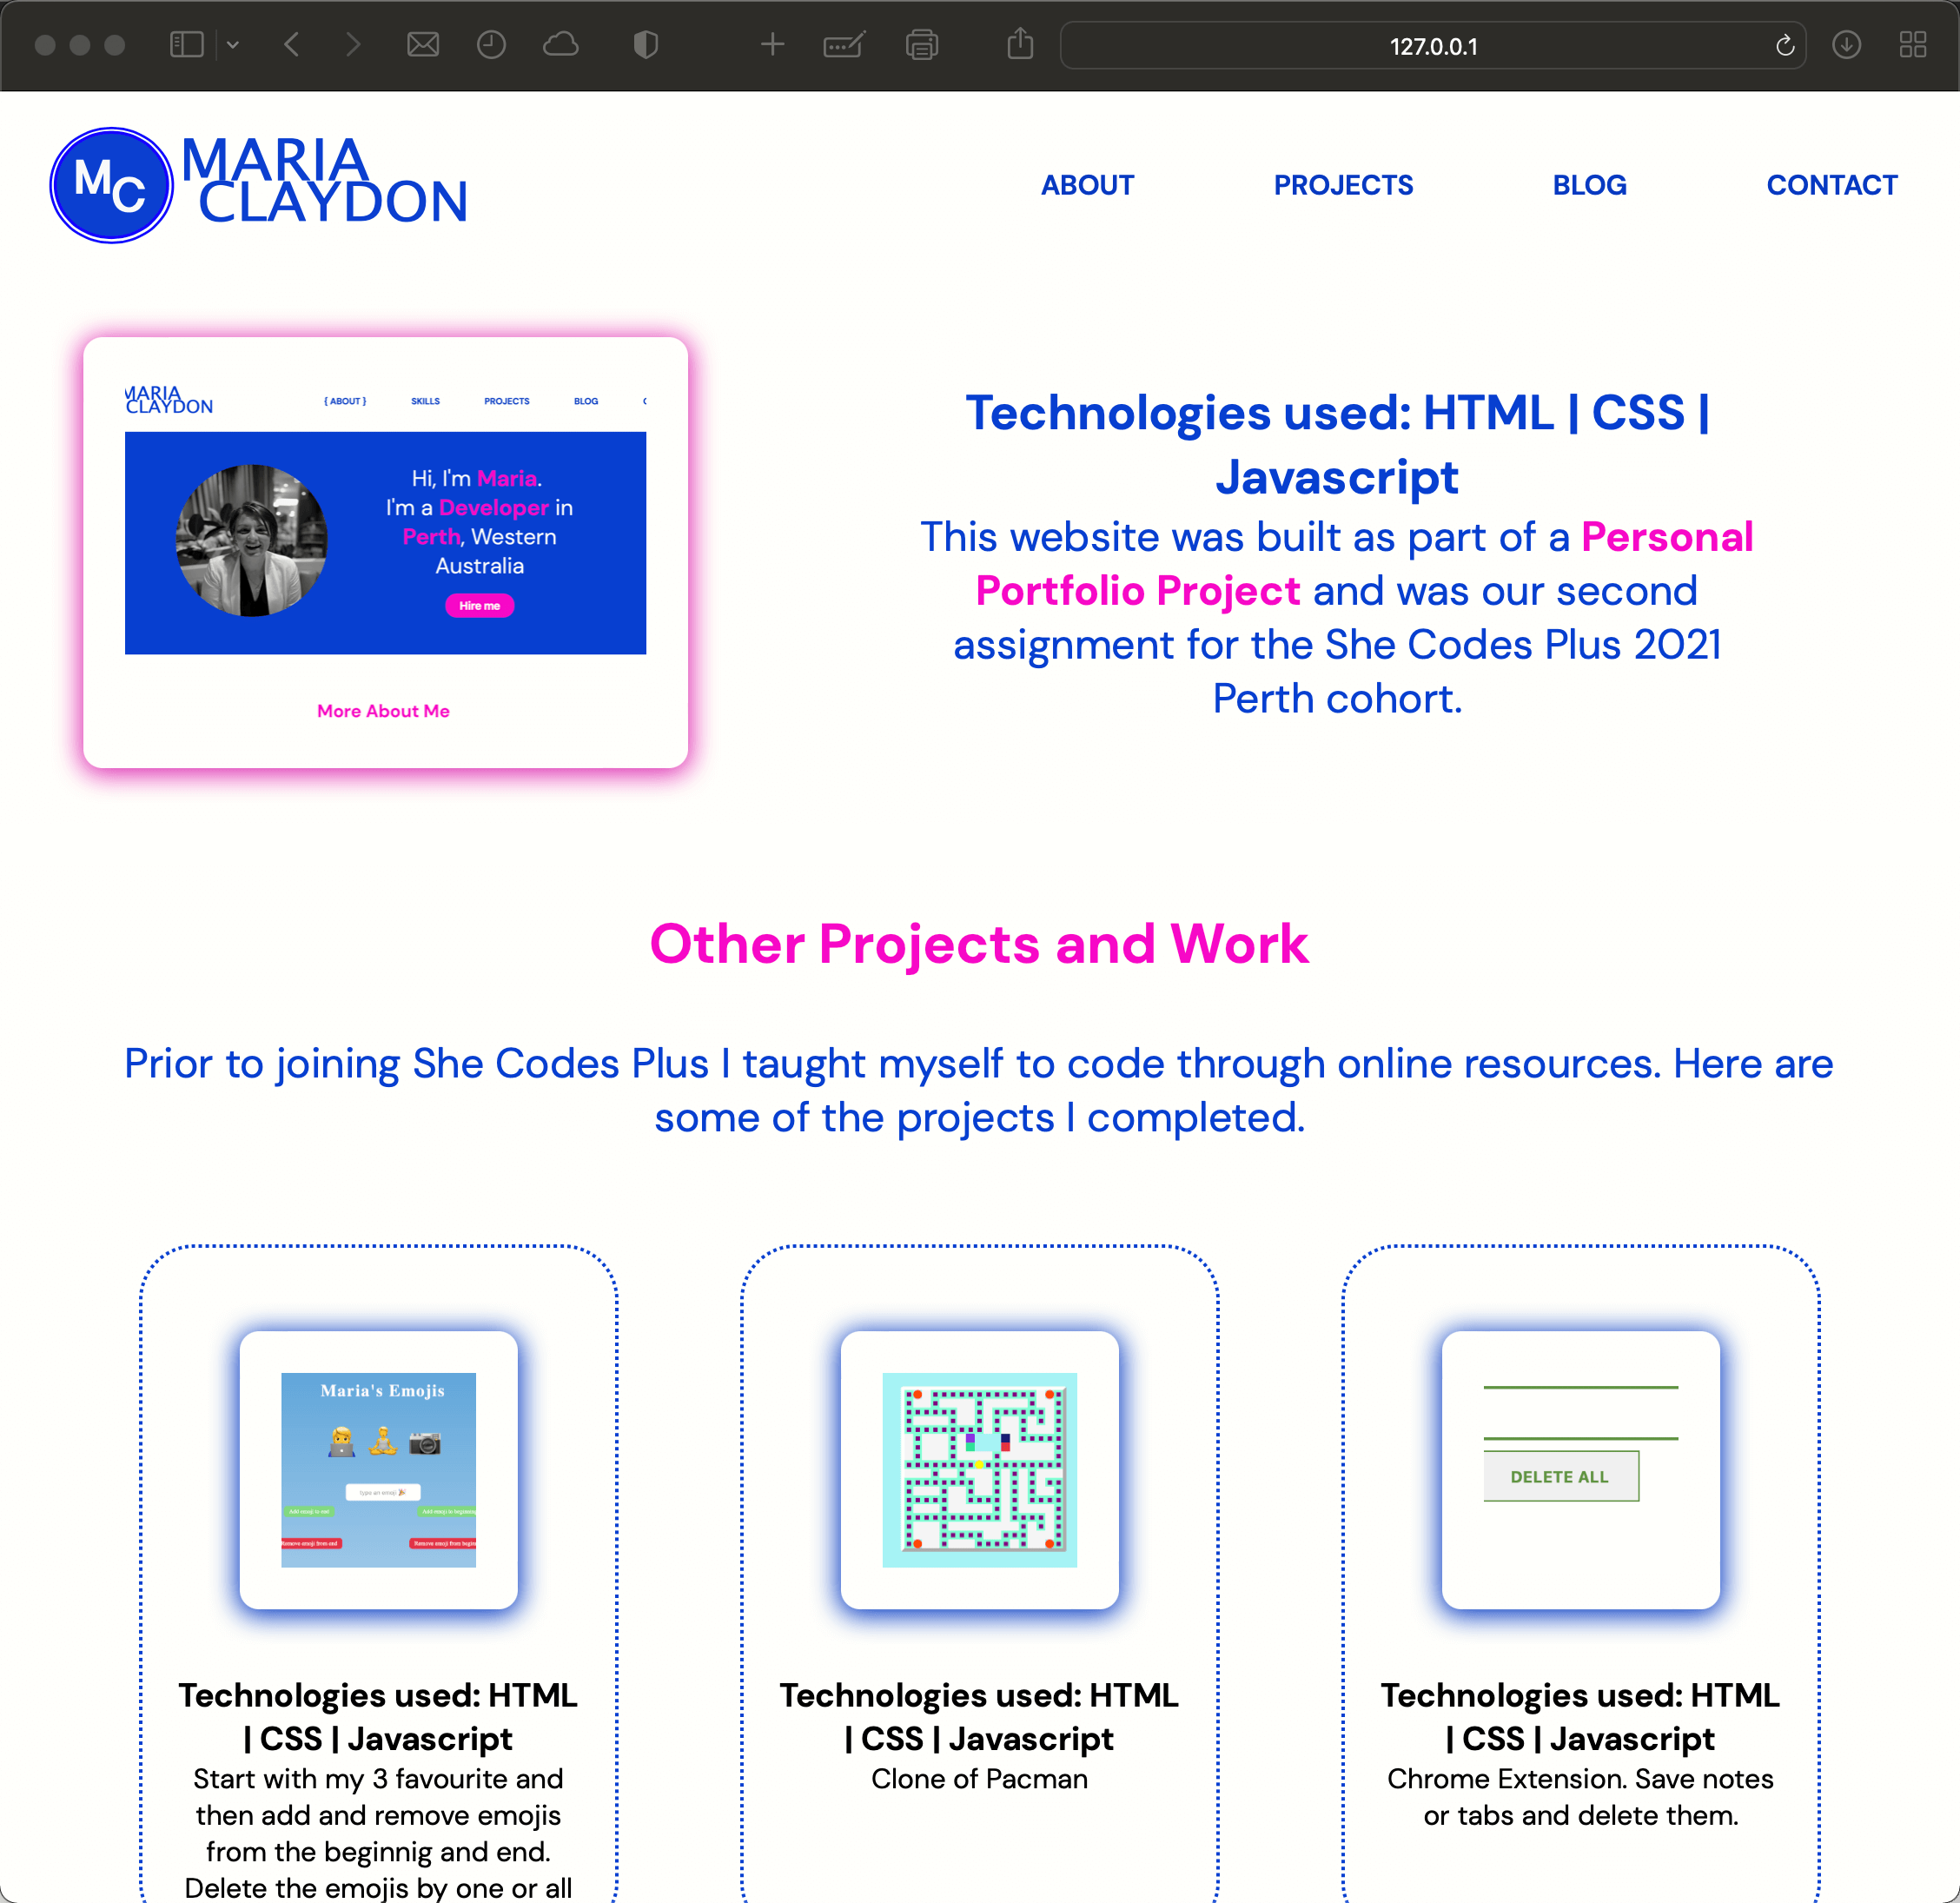 127.0.0.1
MC
MARIA
CLAYDON
ABOUT PROJECTS BLOG CONTACT
MARIA
CLAYDON
{ ABOUT } SKILLS PROJECTS BLOG
Hi, I'm Maria.
I'm a Developer in
Perth, Western
Australia
Hire me
More About Me
Technologies used: HTML | CSS |
Javascript
This website was built as part of a Personal
Portfolio Project and was our second
assignment for the She Codes Plus 2021
Perth cohort.
Other Projects and Work
Prior to joining She Codes Plus I taught myself to code through online resources. Here are
some of the projects I completed.
Maria's Emojis
type an emoji
Add emoji to end
Add emoji to beginning
Remove emoji from end
Remove emoji from begin
Technologies used: HTML
| CSS | Javascript
Start with my 3 favourite and
then add and remove emojis
from the beginnig and end.
Delete the emojis by one or all
Technologies used: HTML
| CSS | Javascript
Clone of Pacman
DELETE ALL
Technologies used: HTML
| CSS | Javascript
Chrome Extension. Save notes
or tabs and delete them.